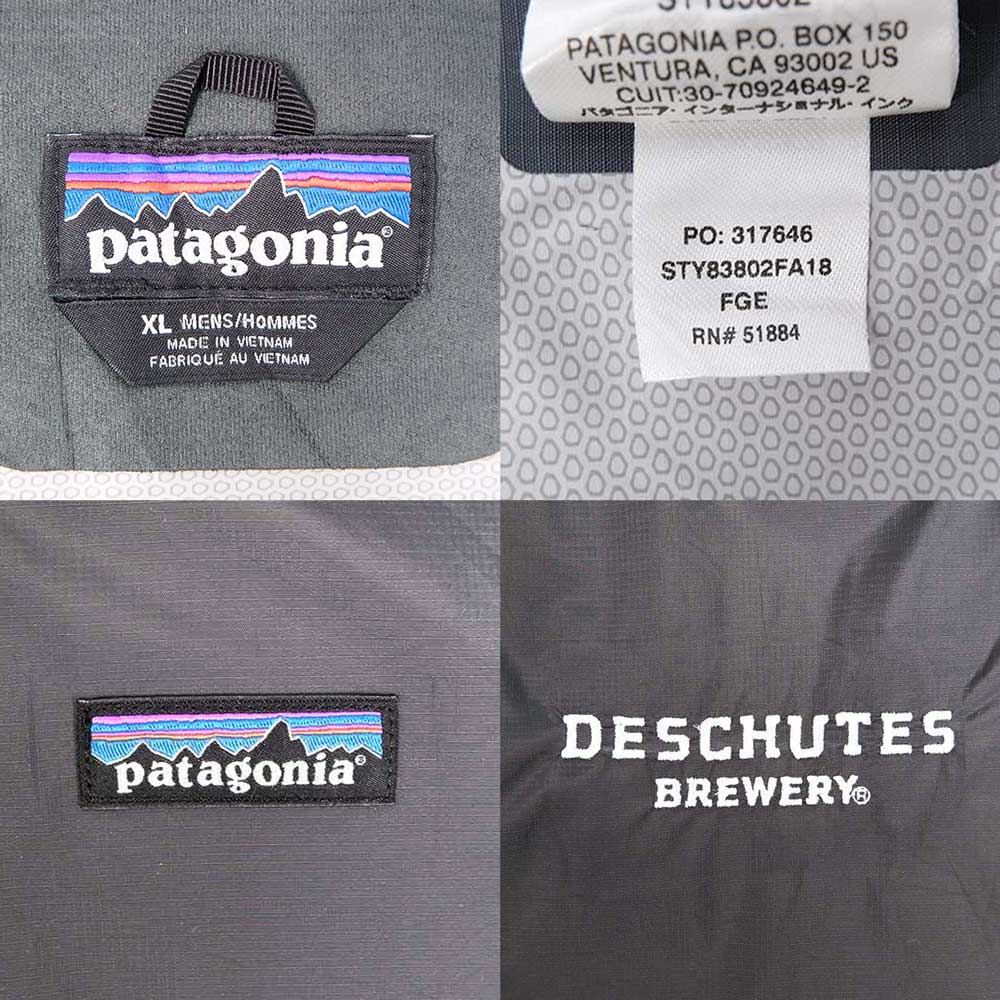 patagonia®
XL MENS/HOMMES
MADE IN VIETNAM
FABRIQUÉ AU VIETNAM
STY83802
PATAGONIA P.O. BOX 150
VENTURA, CA 93002 US
CUIT:30-70924649-2
パタゴニア・インターナショナル・インク
PO: 317646
STY83802FA18
FGE
RN# 51884
patagonia®
DESCHUTES
BREWERY®